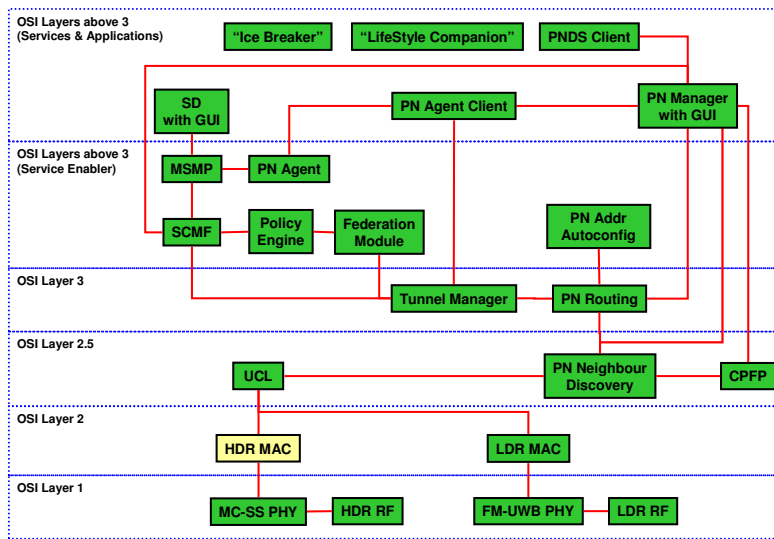 OSI Layers above 3
(Services & Applications)
“Ice Breaker”
“LifeStyle Companion”
PNDS Client
SD
with GUI
PN Agent Client
PN Manager
with GUI
OSI Layers above 3
(Service Enabler)
MSMP
PN Agent
SCMF
Policy
Engine
Federation
Module
PN Addr
Autoconfig
OSI Layer 3
Tunnel Manager
PN Routing
OSI Layer 2.5
UCL
PN Neighbour
Discovery
CPFP
OSI Layer 2
HDR MAC
LDR MAC
OSI Layer 1
MC-SS PHY
HDR RF
FM-UWB PHY
LDR RF